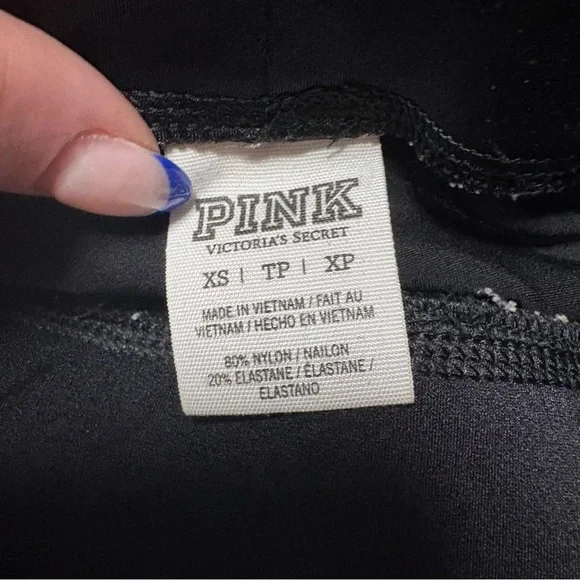 PINK
VICTORIA'S SECRET
XS | TP | XP
MADE IN VIETNAM / FAIT AU
VIETNAM / HECHO EN VIETNAM
80% NYLON / NAILON
20% ELASTANE / ÉLASTANE /
ELASTANO